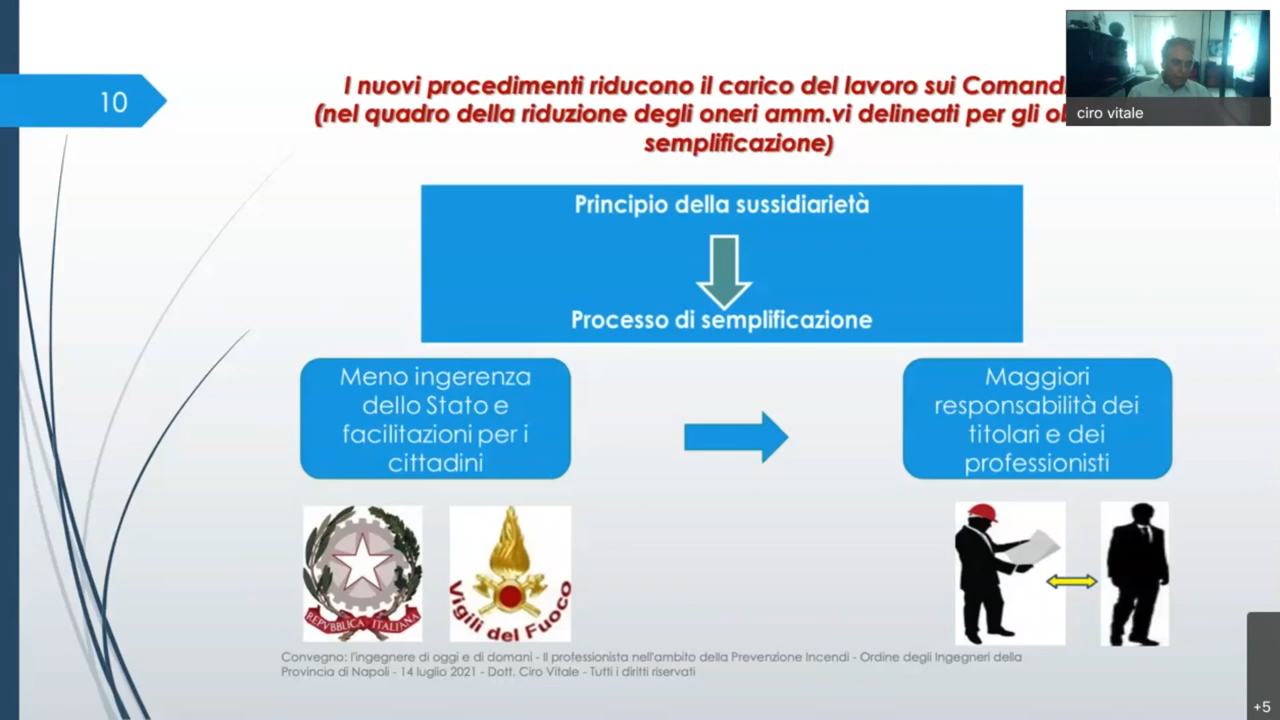 10
I nuovi procedimenti riducono il carico del lavoro sui
(nel quadro della riduzione degli oneri amm.vi delineati per gli
semplificazione)
ciro vitale
Principio della sussidiarietà
Processo di semplificazione
Meno ingerenza
dello Stato e
facilitazioni per i
cittadini
Maggiori
responsabilità dei
titolari e dei
professionisti
REPVBBLICA ITALIANA
Vigili del Fuoco
Convegno: l'ingegnere di oggi e di domani - Il professionista nell'ambito della Prevenzione Incendi - Ordine degli Ingegneri della
Provincia di Napoli - 14 luglio 2021 - Dott. Ciro Vitale - Tutti i diritti riservati
+5